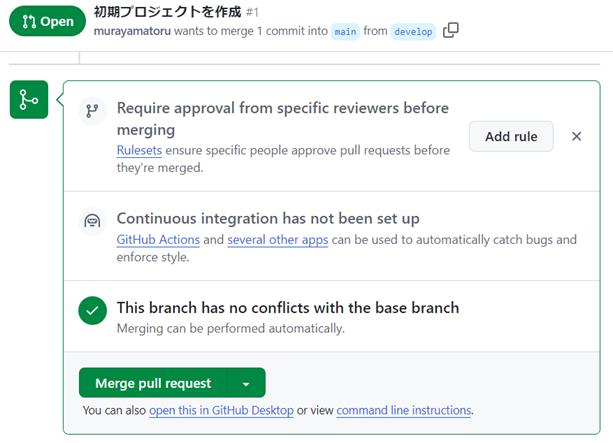 Open
初期プロジェクトを作成 #1
murayamatoru wants to merge 1 commit into main from develop
Require approval from specific reviewers before
merging
Rulesets ensure specific people approve pull requests before
they're merged.
Add rule
Continuous integration has not been set up
GitHub Actions and several other apps can be used to automatically catch bugs and
enforce style.
This branch has no conflicts with the base branch
Merging can be performed automatically.
Merge pull request
You can also open this in GitHub Desktop or view command line instructions.